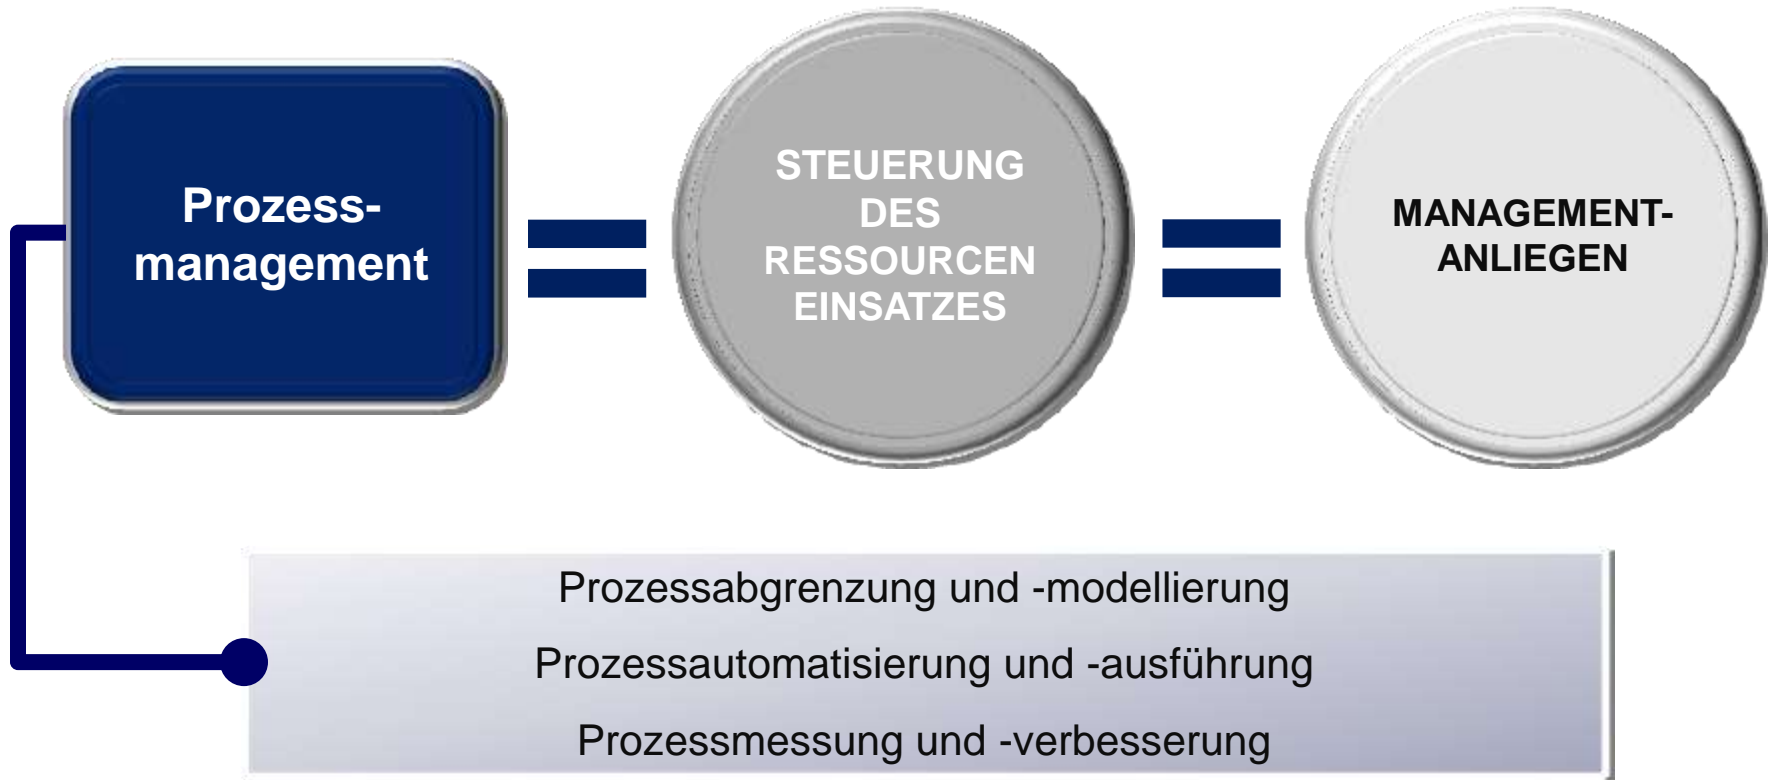 Prozess-
management
STEUERUNG
DES
RESSOURCEN
EINSATZES
MANAGEMENT-
ANLIEGEN
Prozessabgrenzung und -modellierung
Prozessautomatisierung und -ausführung
Prozessmessung und -verbesserung